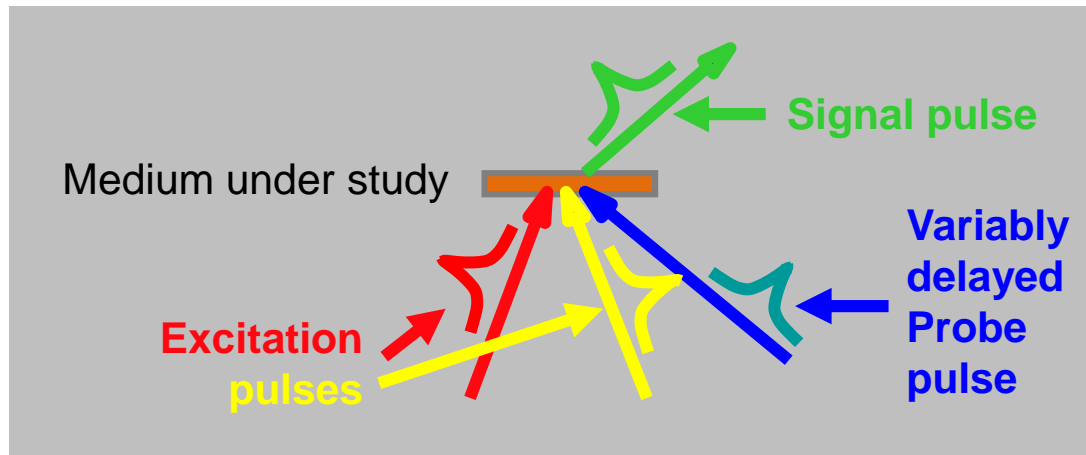 Signal pulse
Medium under study
Variably
delayed
Probe
pulse
Excitation
pulses